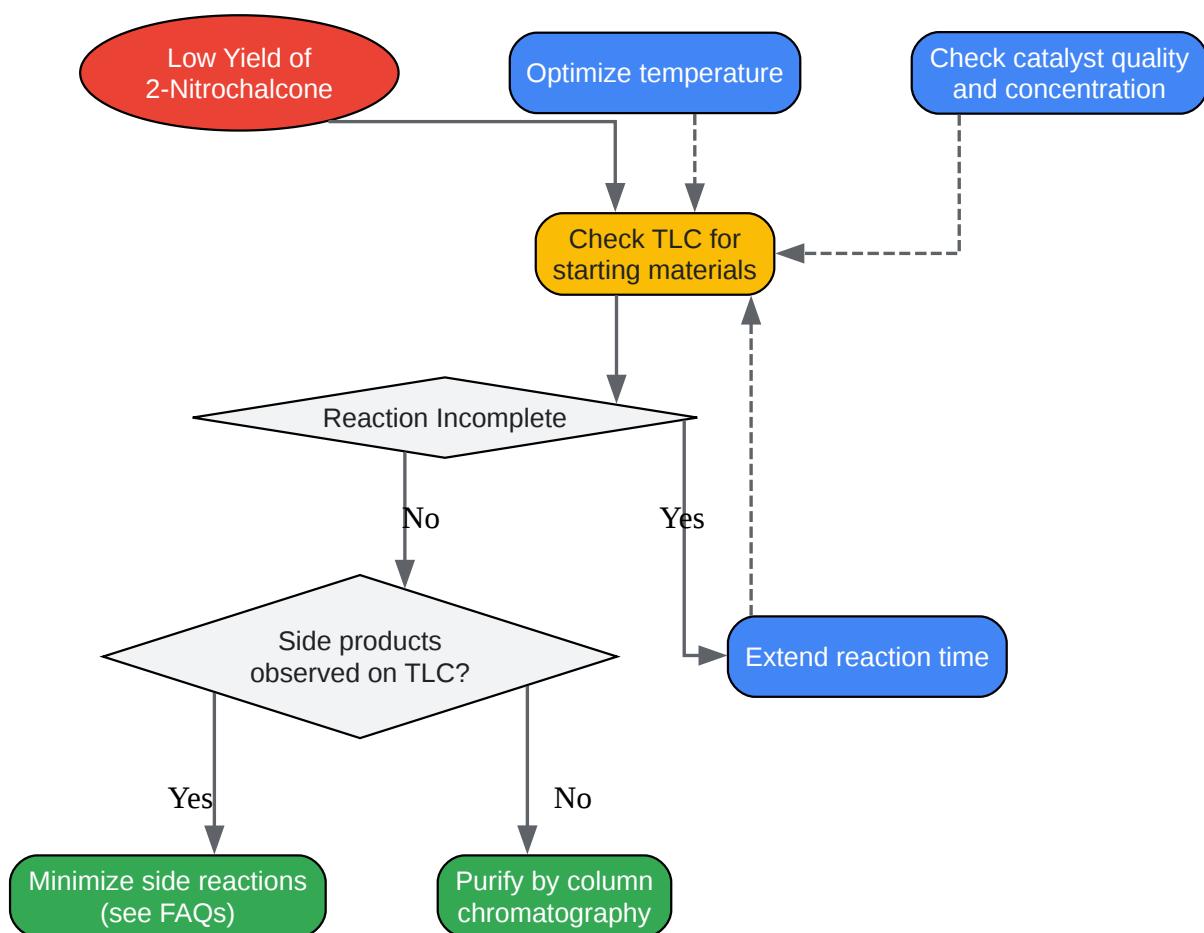 Low Yield of
2-Nitrochalcone
Optimize temperature
Check catalyst quality
and concentration
Check TLC for
starting materials
Reaction Incomplete
No
Yes
Side products
observed on TLC?
Extend reaction time
Yes
No
Minimize side reactions
(see FAQs)
Purify by column
chromatography